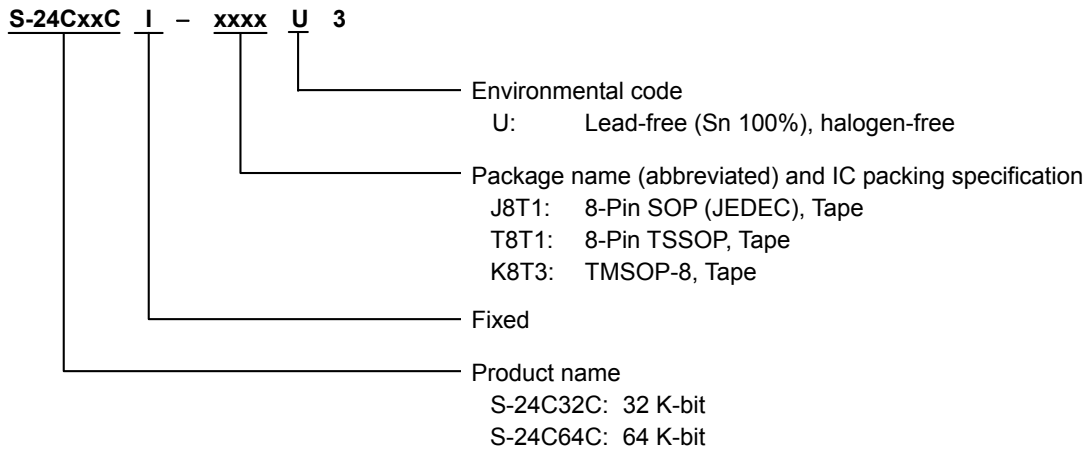 S-24CxxC I – xxxx U 3
Environmental code
U: Lead-free (Sn 100%), halogen-free
Package name (abbreviated) and IC packing specification
J8T1: 8-Pin SOP (JEDEC), Tape
T8T1: 8-Pin TSSOP, Tape
K8T3: TMSOP-8, Tape
Fixed
Product name
S-24C32C: 32 K-bit
S-24C64C: 64 K-bit